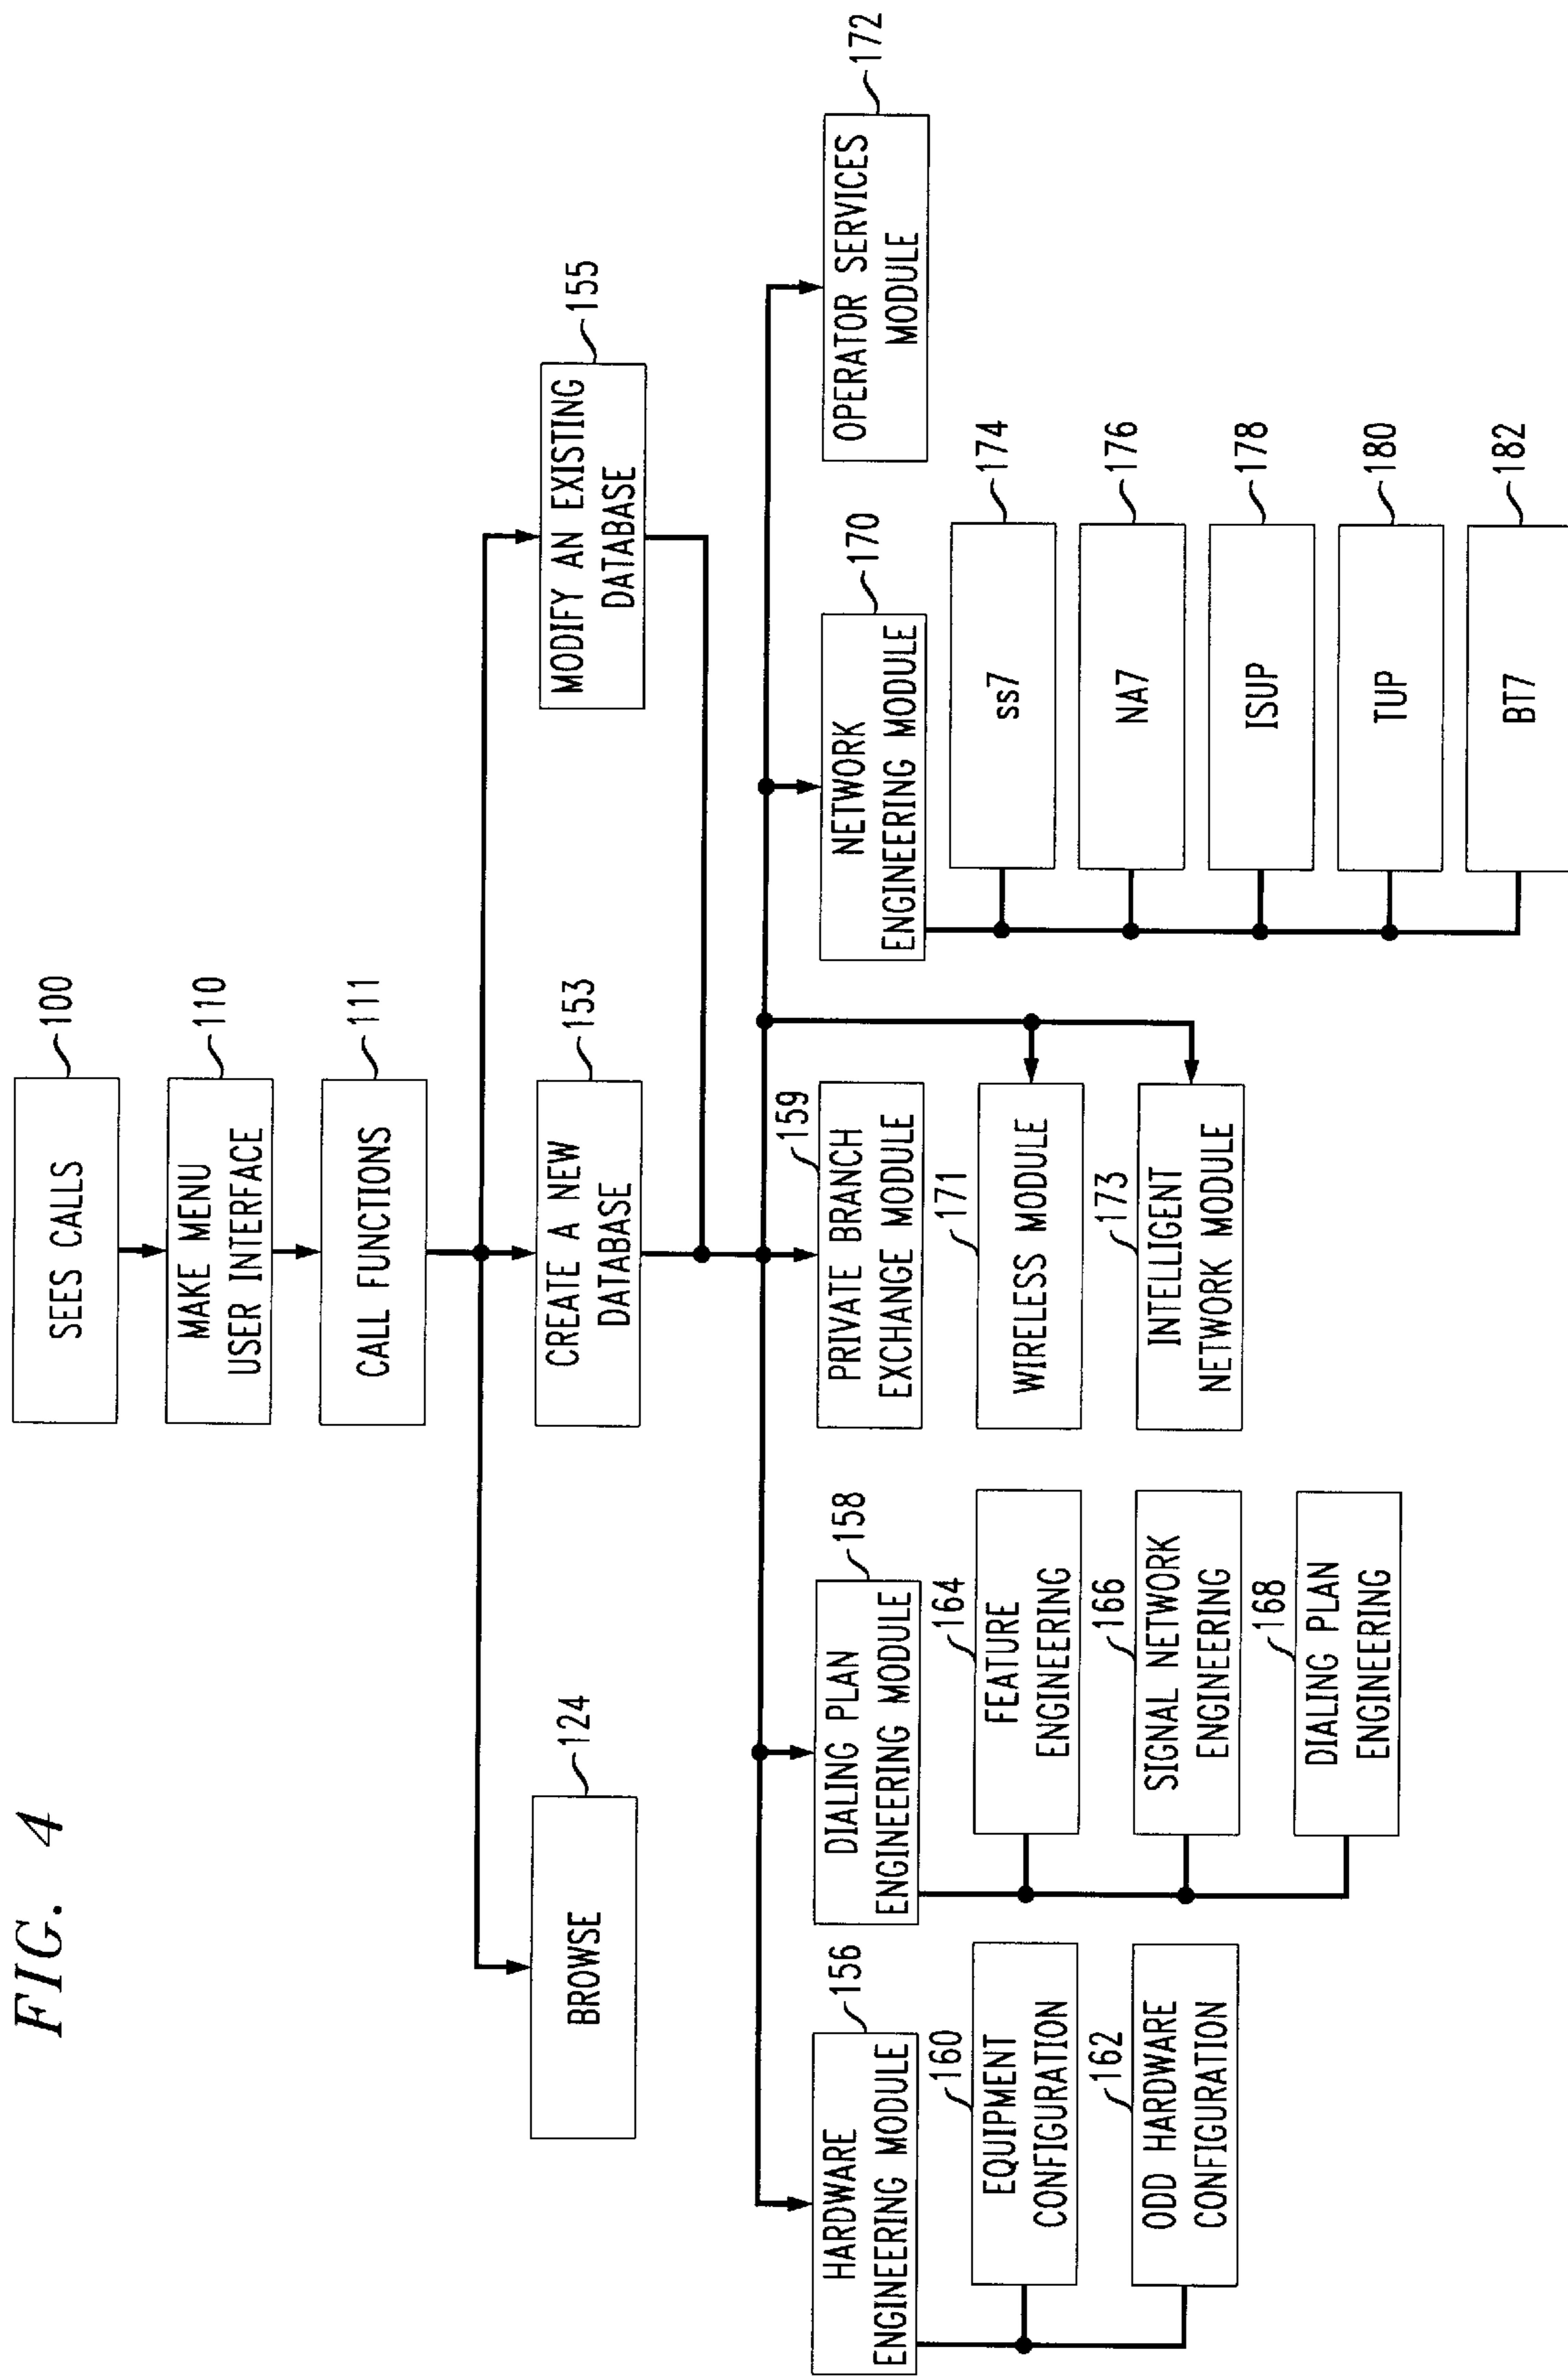 FIG. 4
SEES CALLS
100
MAKE MENU
USER INTERFACE
110
CALL FUNCTIONS
111
BROWSE
124
CREATE A NEW
DATABASE
153
MODIFY AN EXISTING
DATABASE
155
HARDWARE
ENGINEERING MODULE
156
EQUIPMENT
CONFIGURATION
160
ODD HARDWARE
CONFIGURATION
162
DIALING PLAN
ENGINEERING MODULE
158
FEATURE
ENGINEERING
164
SIGNAL NETWORK
ENGINEERING
166
DIALING PLAN
ENGINEERING
168
PRIVATE BRANCH
EXCHANGE MODULE
159
WIRELESS MODULE
171
INTELLIGENT
NETWORK MODULE
173
NETWORK
ENGINEERING MODULE
170
ss7
174
NA7
176
ISUP
178
TUP
180
BT7
182
OPERATOR SERVICES
MODULE
172